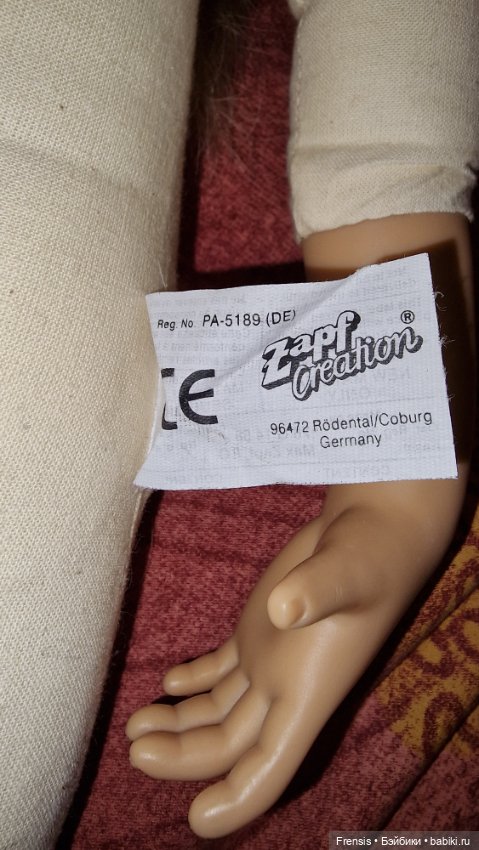 Reg. No. PA-5189 (DE)
Zapf
Creation
®
CE
96472 Rödental/Coburg
Germany
Frensis • Бэйбики • babiki.ru